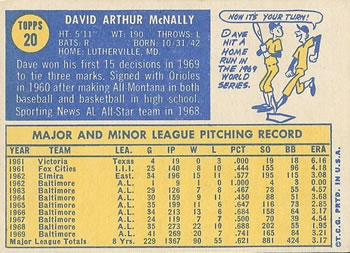 TOPPS
20
DAVID ARTHUR McNALLY
HT: 5'11" WT: 190 THROWS: L
BATS: R BORN: 10/31/42
HOME: LUTHERVILLE, MD.
Dave won his first 15 decisions in 1969
to tie three marks. Signed with Orioles
in 1960 after making All-Montana in both
baseball and basketball in high school.
Sporting News AL All-Star team in 1968.
NOW IT'S YOUR TURN!
DAVE
HIT A
HOME
RUN IN
THE 1969
WORLD
SERIES.
MAJOR AND MINOR LEAGUE PITCHING RECORD
YEAR TEAM LEA. G IP W L PCT. SO BB ERA
1961 Victoria Texas 4 19 0 3 .000 19 18 6.16
1961 Fox Cities I.I.I. 25 140 8 10 .444 155 96 4.18
1962 Elmira East. 34 196 15 11 .577 195 93 3.08
1962 Baltimore A.L. 1 9 1 0 1.000 4 3 0.00
1963 Baltimore A.L. 29 126 7 8 .467 78 55 4.57
1964 Baltimore A.L. 30 159 9 11 .450 88 51 3.68
1965 Baltimore A.L. 35 199 11 6 .647 116 73 2.85
1966 Baltimore A.L. 34 213 13 6 .684 158 64 3.17
1967 Baltimore A.L. 24 119 7 7 .500 70 39 4.54
1968 Baltimore A.L. 35 273 22 10 .688 202 55 1.95
1969 Baltimore A.L. 41 269 20 7 .741 165 84 3.21
Major League Totals 8 Yrs. 229 1367 90 55 .621 881 424 3.17
©T.C.G. PRTD. IN U.S.A.